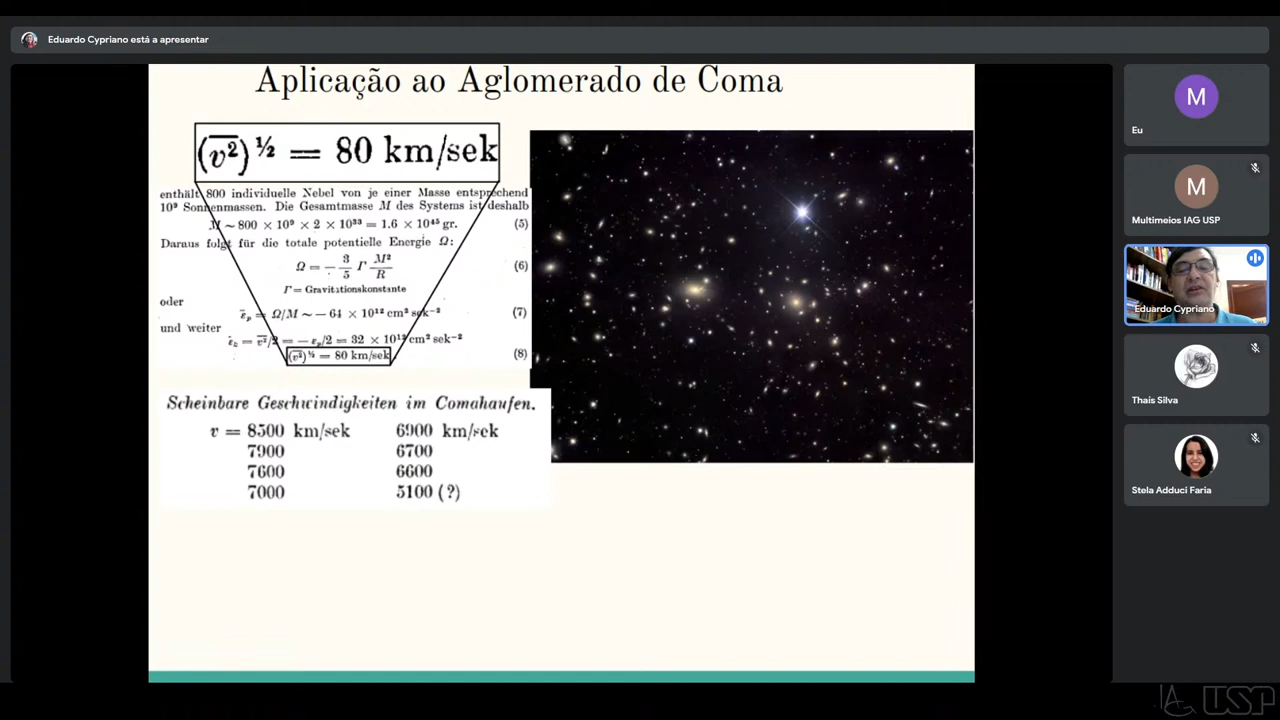 Eduardo Cypriano está a apresentar
Aplicação ao Aglomerado de Coma
(v̅²)^½ = 80 km/sek
enthält 800 individuelle Nebel von je einer Masse entsprechend
10⁹ Sonnenmassen. Die Gesamtmasse M des Systems ist deshalb
M ∼ 800 × 10⁹ × 2 × 10³³ = 1.6 × 10⁴⁵ gr. (5)
Daraus folgt für die totale potentielle Energie Ω:
Ω = − 3/5 Γ M²/R (6)
Γ = Gravitationskonstante
oder
ε̄ₚ = Ω/M ∼ − 64 × 10¹² cm² sek⁻² (7)
und weiter
ε̄ₖ = v̅²/2 = − εₚ/2 = 32 × 10¹² cm² sek⁻²
(v̅²)^½ = 80 km/sek (8)
Scheinbare Geschwindigkeiten im Comahaufen.
v = 8500 km/sek 6900 km/sek
7900 6700
7600 6600
7000 5100 (?)
M
Eu
M
Multimeios IAG USP
Eduardo Cypriano
Thais Silva
Stela Adduci Faria
USP